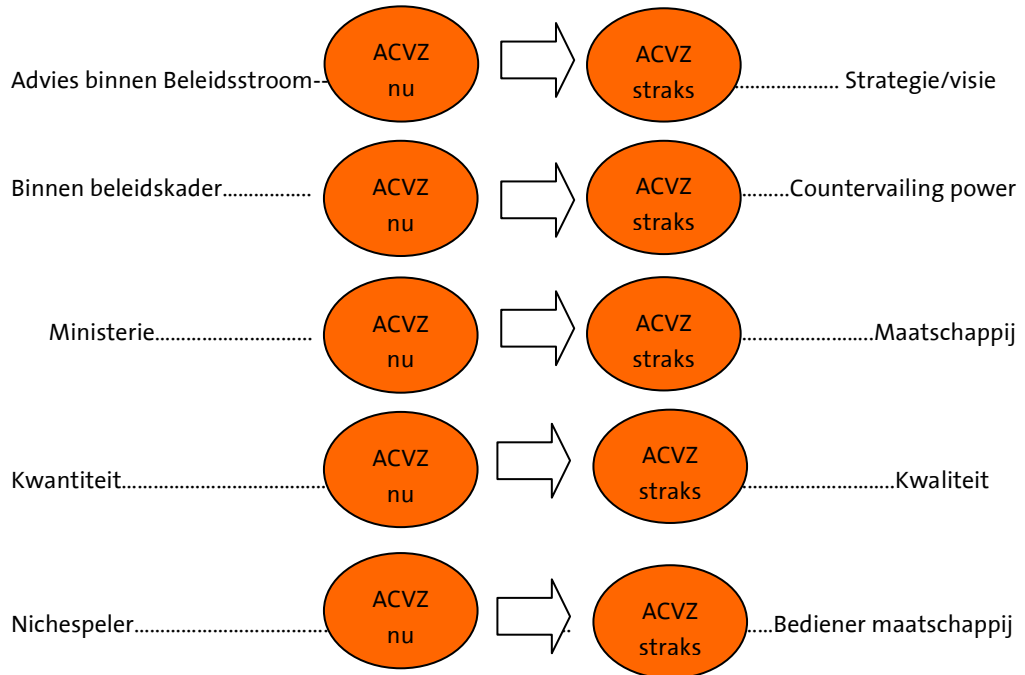 ACVZ
nu
ACVZ
straks
Advies binnen Beleidsstroom--
..................... Strategie/visie
ACVZ
nu
ACVZ
straks
Binnen beleidskader.................
.........Countervailing power
ACVZ
nu
ACVZ
straks
Ministerie..............................
.........................Maatschappij
ACVZ
nu
ACVZ
straks
Kwantiteit.......................................
.............................Kwaliteit
ACVZ
nu
ACVZ
straks
Nichespeler.....................................
..
.....Bediener maatschappij